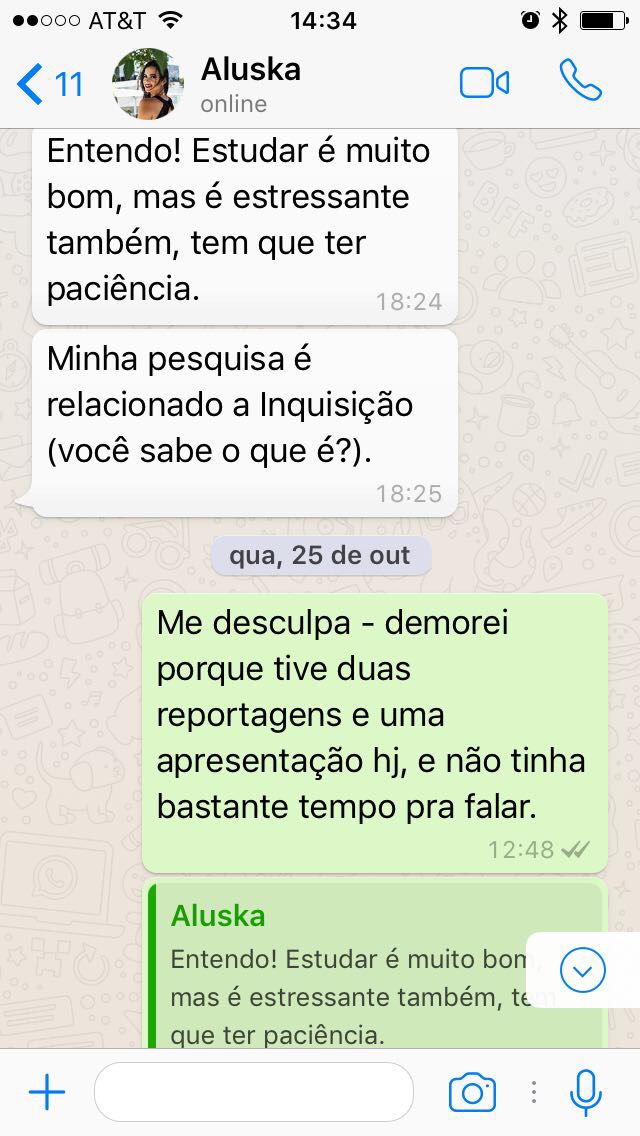 AT&T 14:34
11 Aluska
online
Entendo! Estudar é muito
bom, mas é estressante
também, tem que ter
paciência. 18:24
Minha pesquisa é
relacionado a Inquisição
(você sabe o que é?).
18:25
qua, 25 de out
Me desculpa - demorei
porque tive duas
reportagens e uma
apresentação hj, e não tinha
bastante tempo pra falar.
12:48
Aluska
Entendo! Estudar é muito bom,
mas é estressante também, tem
que ter paciência.